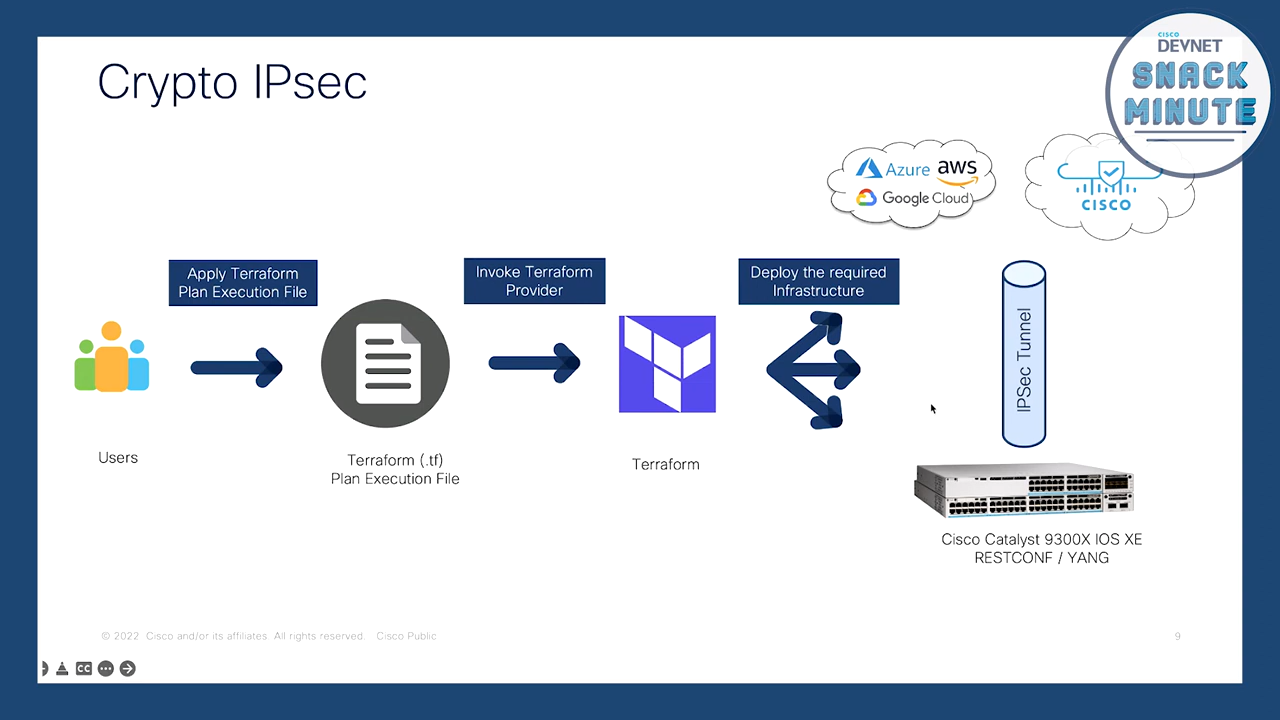 Crypto IPsec
CISCO
DEVNET
SNACK
MINUTE
Azure aws
Google Cloud
CISCO
Apply Terraform
Plan Execution File
Invoke Terraform
Provider
Deploy the required
Infrastructure
IPSec Tunnel
Users
Terraform (.tf)
Plan Execution File
Terraform
Cisco Catalyst 9300X IOS XE
RESTCONF / YANG
© 2022 Cisco and/or its affiliates. All rights reserved. Cisco Public
9
CC